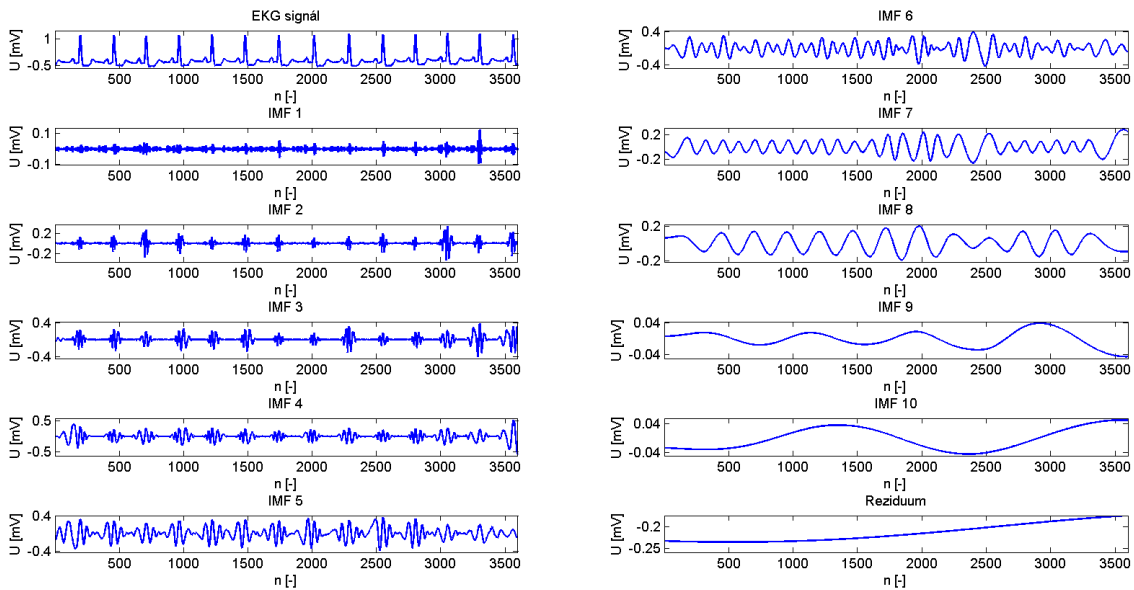 EKG signál
U [mV]
1
-0.5
500 1000 1500 2000 2500 3000 3500
n [-]
IMF 1
U [mV]
0.1
-0.1
500 1000 1500 2000 2500 3000 3500
n [-]
IMF 2
U [mV]
0.2
-0.2
500 1000 1500 2000 2500 3000 3500
n [-]
IMF 3
U [mV]
0.4
-0.4
500 1000 1500 2000 2500 3000 3500
n [-]
IMF 4
U [mV]
0.5
-0.5
500 1000 1500 2000 2500 3000 3500
n [-]
IMF 5
U [mV]
0.4
-0.4
500 1000 1500 2000 2500 3000 3500
n [-]
IMF 6
U [mV]
0.4
-0.4
500 1000 1500 2000 2500 3000 3500
n [-]
IMF 7
U [mV]
0.2
-0.2
500 1000 1500 2000 2500 3000 3500
n [-]
IMF 8
U [mV]
0.2
-0.2
500 1000 1500 2000 2500 3000 3500
n [-]
IMF 9
U [mV]
0.04
-0.04
500 1000 1500 2000 2500 3000 3500
n [-]
IMF 10
U [mV]
0.04
-0.04
500 1000 1500 2000 2500 3000 3500
n [-]
Reziduum
U [mV]
-0.2
-0.25
500 1000 1500 2000 2500 3000 3500
n [-]